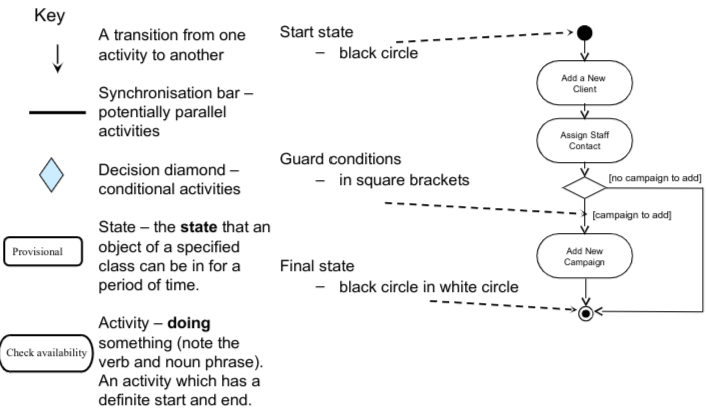 Key
A transition from one
activity to another
Synchronisation bar –
potentially parallel
activities
Decision diamond –
conditional activities
Provisional
State – the state that an
object of a specified
class can be in for a
period of time.
Check availability
Activity – doing
something (note the
verb and noun phrase).
An activity which has a
definite start and end.
Start state
– black circle
Guard conditions
– in square brackets
Final state
– black circle in white circle
Add a New
Client
Assign Staff
Contact
[no campaign to add]
[campaign to add]
Add New
Campaign